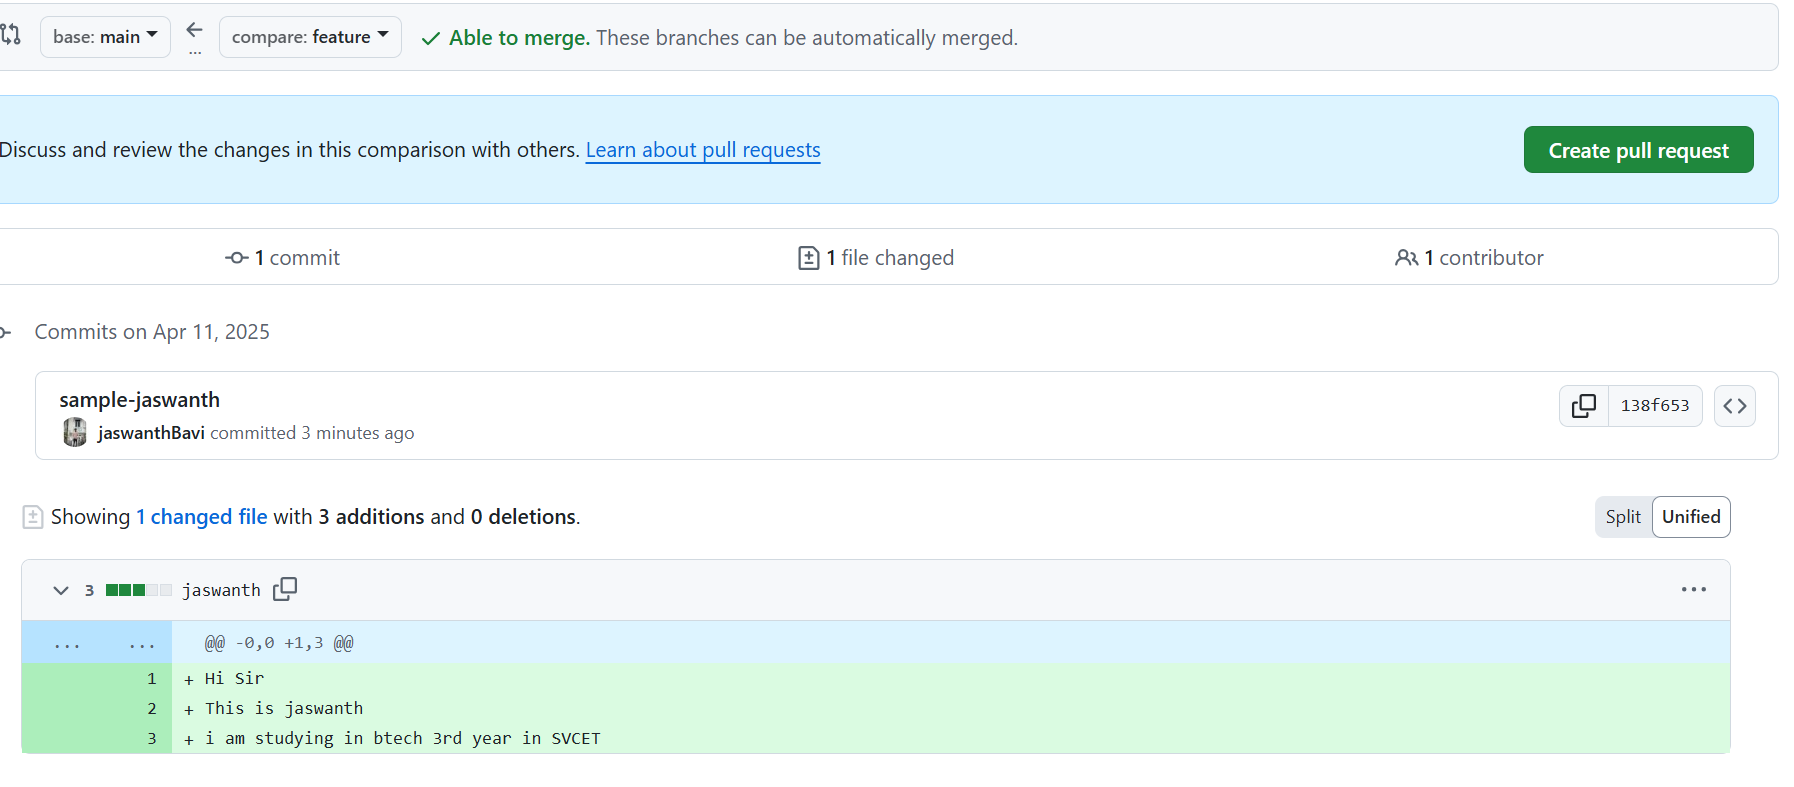 base: main ← ... compare: feature ✓ Able to merge. These branches can be automatically merged.
Discuss and review the changes in this comparison with others. Learn about pull requests Create pull request
1 commit 1 file changed 1 contributor
Commits on Apr 11, 2025
sample-jaswanth
138f653 <>
jaswanthBavi committed 3 minutes ago
Showing 1 changed file with 3 additions and 0 deletions. Split Unified
3 jaswanth ...
... ... @@ -0,0 +1,3 @@
1 + Hi Sir
2 + This is jaswanth
3 + i am studying in btech 3rd year in SVCET